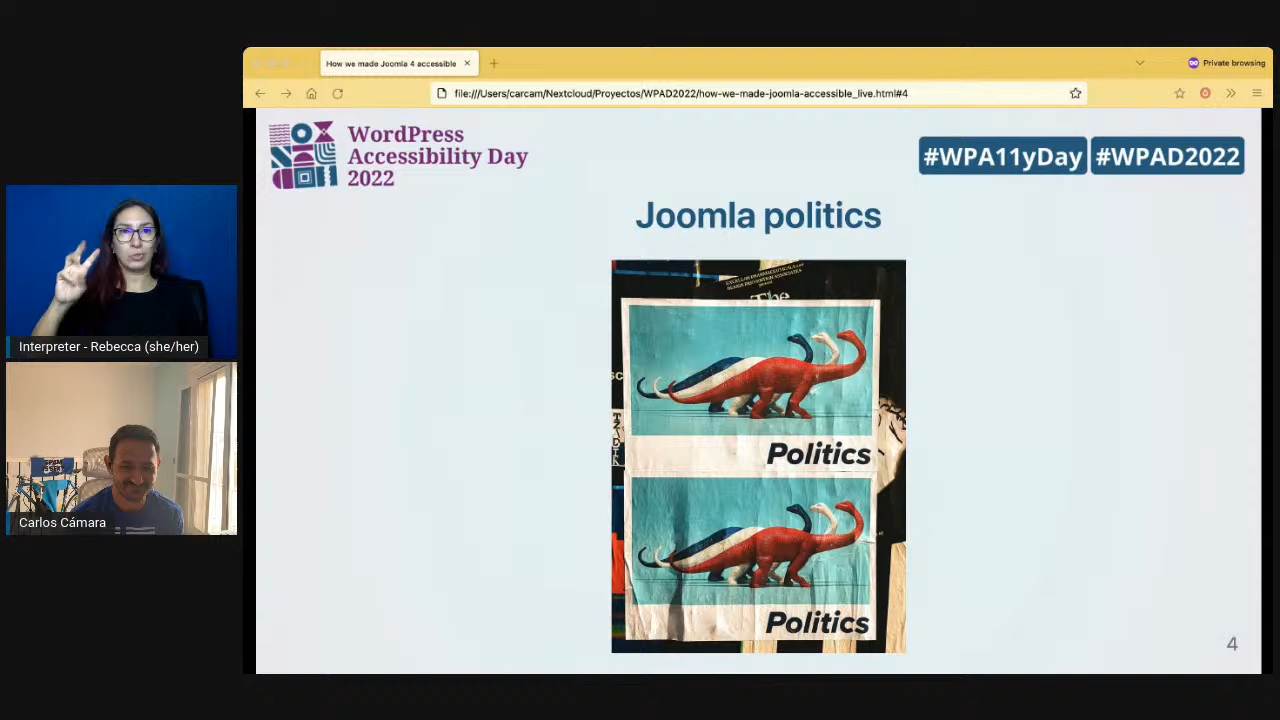 How we made Joomla 4 accessible
Private browsing
file:///Users/carcam/Nextcloud/Proyectos/WPAD2022/how-we-made-joomla-accessible_live.html#4
WordPress
Accessibility Day
2022
#WPA11yDay #WPAD2022
Joomla politics
The
Politics
Politics
4
Interpreter - Rebecca (she/her)
Carlos Cámara